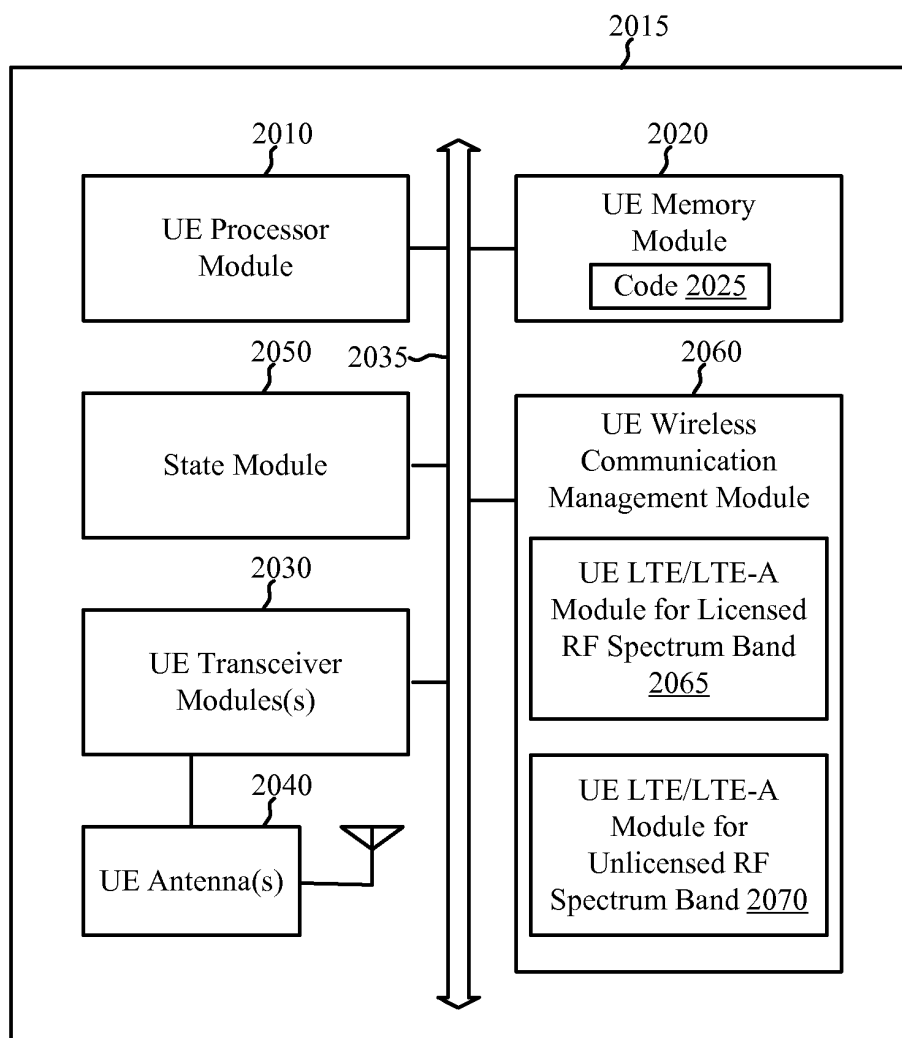 2015
2010
UE Processor
Module
2020
UE Memory
Module
Code 2025
2035
2050
State Module
2060
UE Wireless
Communication
Management Module
UE LTE/LTE-A
Module for Licensed
RF Spectrum Band
2065
UE LTE/LTE-A
Module for
Unlicensed RF
Spectrum Band 2070
2030
UE Transceiver
Modules(s)
2040
UE Antenna(s)